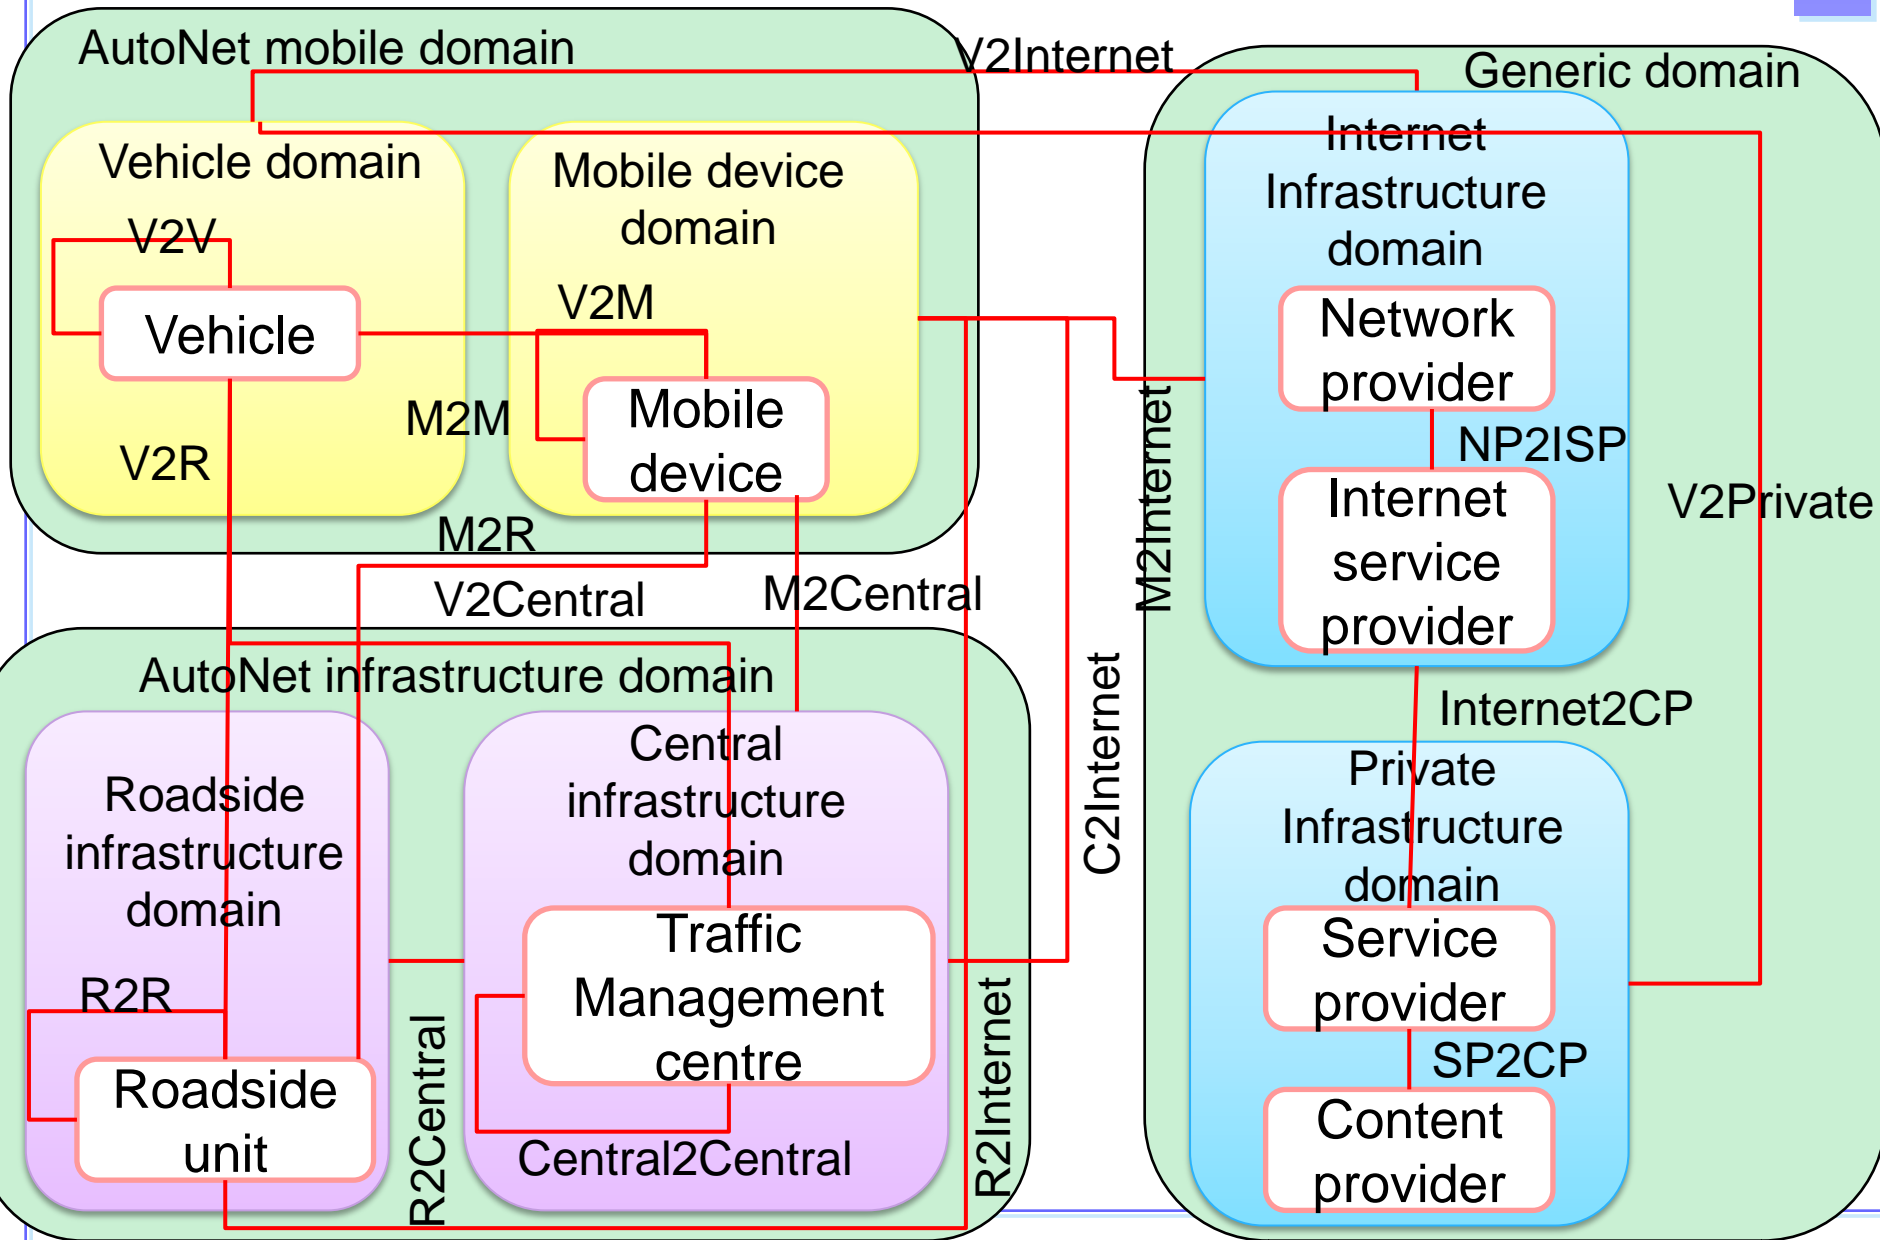 AutoNet mobile domain
V2Internet
Generic domain
Vehicle domain
Mobile device
domain
Internet
Infrastructure
domain
V2V
V2M
Vehicle
Network
provider
M2M
Mobile
device
V2R
NP2ISP
M2Internet
Internet
service
provider
V2Private
M2R
V2Central
M2Central
AutoNet infrastructure domain
C2Internet
Internet2CP
Roadside
infrastructure
domain
Central
infrastructure
domain
Private
Infrastructure
domain
Traffic
Management
centre
Service
provider
R2R
R2Central
R2Internet
SP2CP
Roadside
unit
Central2Central
Content
provider